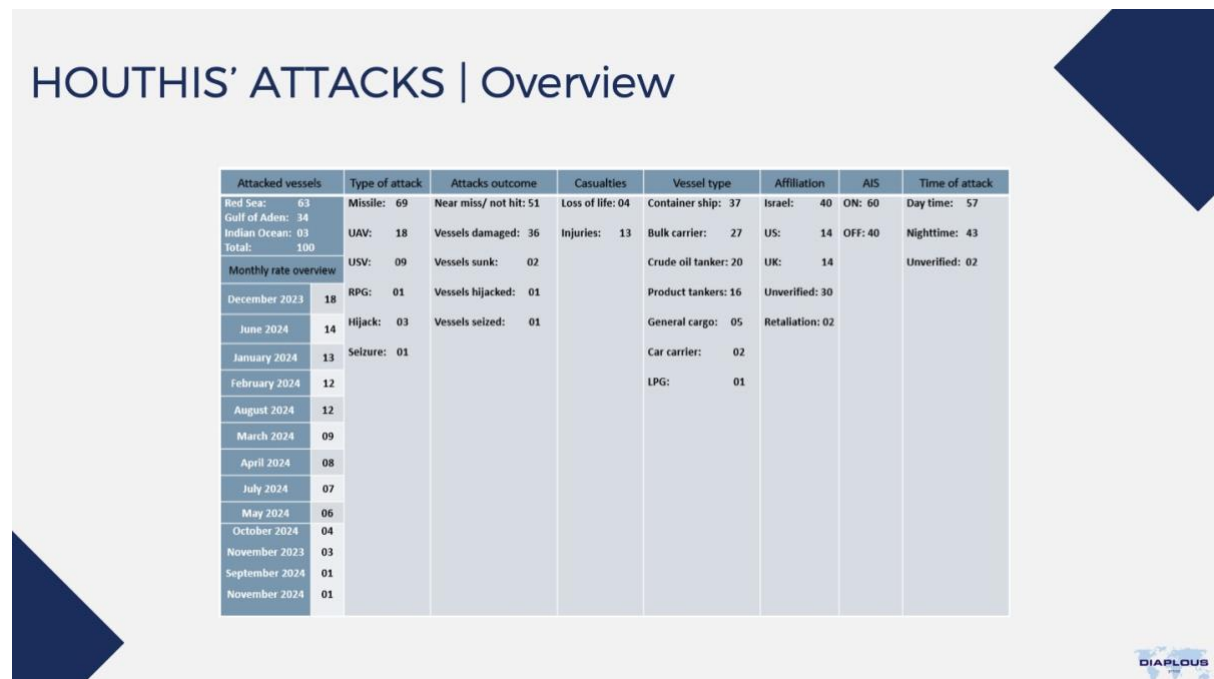 HOUTHIS’ ATTACKS | Overview
Attacked vessels
Red Sea: 63
Gulf of Aden: 34
Indian Ocean: 03
Total: 100
Monthly rate overview
December 2023 18
June 2024 14
January 2024 13
February 2024 12
August 2024 12
March 2024 09
April 2024 08
July 2024 07
May 2024 06
October 2024 04
November 2023 03
September 2024 01
November 2024 01
Type of attack
Missile: 69
UAV: 18
USV: 09
RPG: 01
Hijack: 03
Seizure: 01
Attacks outcome
Near miss/ not hit: 51
Vessels damaged: 36
Vessels sunk: 02
Vessels hijacked: 01
Vessels seized: 01
Casualties
Loss of life: 04
Injuries: 13
Vessel type
Container ship: 37
Bulk carrier: 27
Crude oil tanker: 20
Product tankers: 16
General cargo: 05
Car carrier: 02
LPG: 01
Affiliation
Israel: 40
US: 14
UK: 14
Unverified: 30
Retaliation: 02
AIS
ON: 60
OFF: 40
Time of attack
Day time: 57
Nighttime: 43
Unverified: 02
DIAPLOUS